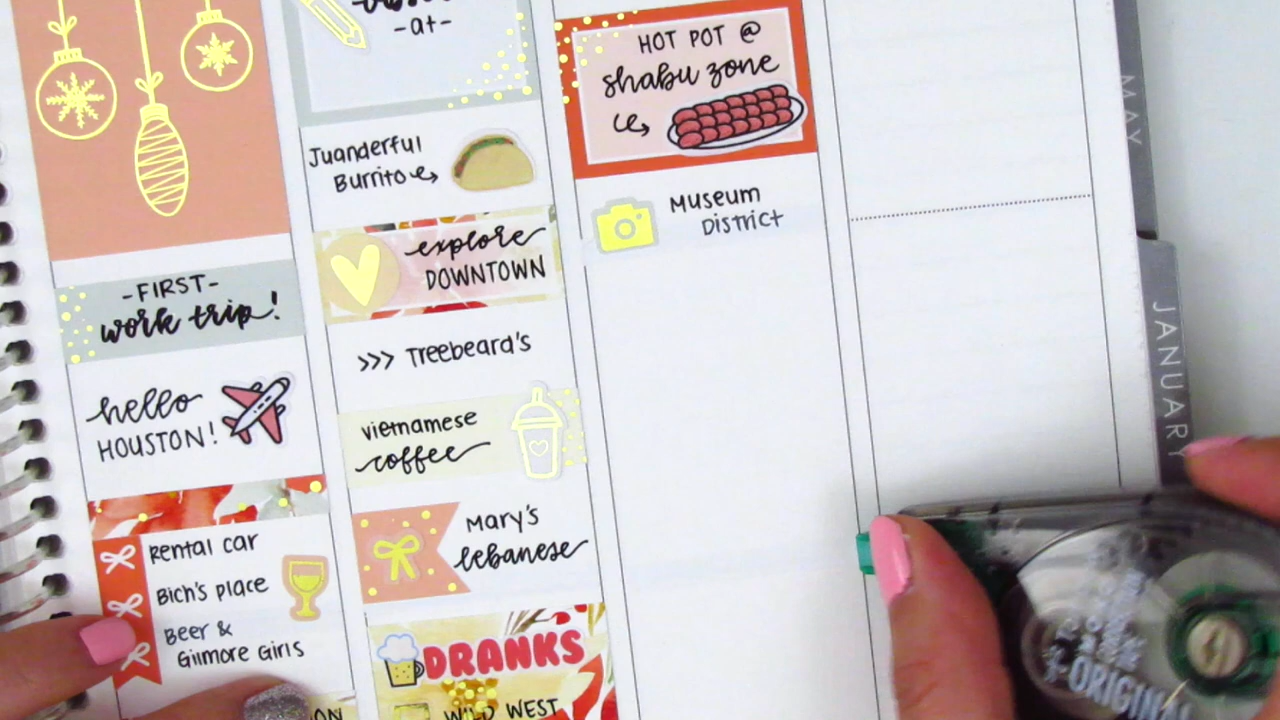 -FIRST-
work trip!
hello
HOUSTON!
Rental car
Bich's place
Beer &
Gilmore Girls
-at-
Juanderful
Burrito
explore
DOWNTOWN
>>> Treebeard's
vietnamese
coffee
Mary's
lebanese
DRANKS
WILD WEST
HOT POT @
shabu zone
Museum
District
MAY
JANUARY